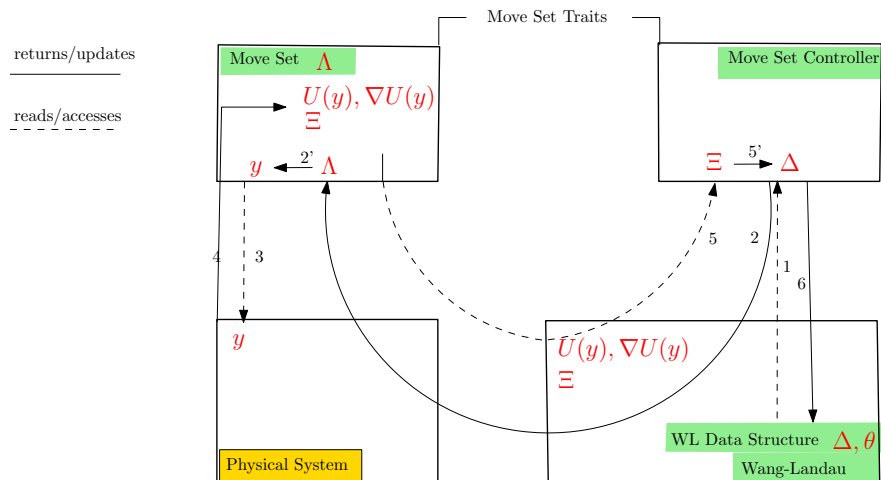 Move Set Traits
returns/updates
reads/accesses
Move Set Λ
U(y), ∇U(y)
Ξ
y 2' Λ
Move Set Controller
Ξ 5' Δ
4
3
5
2
1
6
y
Physical System
U(y), ∇U(y)
Ξ
WL Data Structure Δ, θ
Wang-Landau